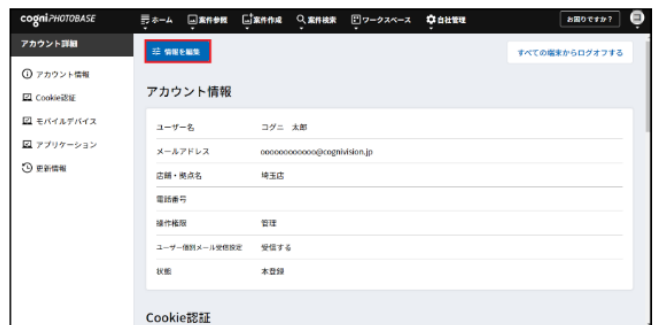 cogni PHOTOBASE ホーム 案件参照 案件作成 案件検索 ワークスペース 自社管理 お困りですか?
アカウント詳細
情報を編集
すべての端末からログオフする
アカウント情報
Cookie認証
モバイルデバイス
アプリケーション
更新情報
アカウント情報
ユーザー名 コグニ 太郎
メールアドレス oooooooooooo@cognivision.jp
店舗・拠点名 埼玉店
電話番号
操作権限 管理
ユーザー個別メール受信設定 受信する
状態 本登録
Cookie認証